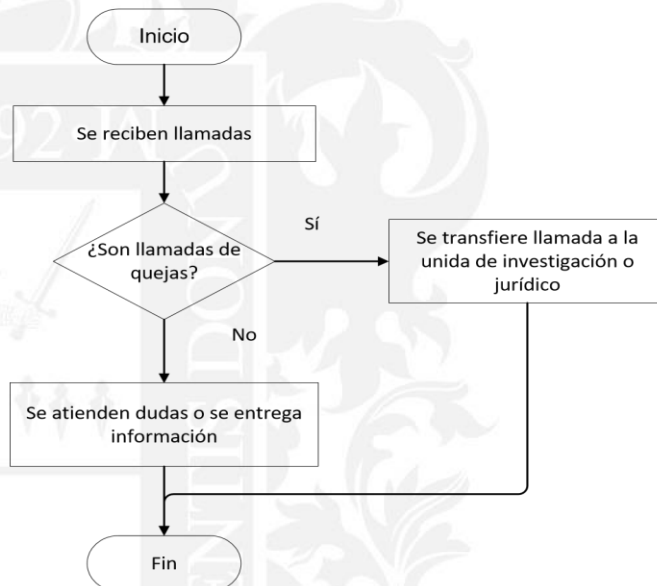 Inicio
Se reciben llamadas
¿Son llamadas de
quejas?
Sí
Se transfiere llamada a la
unida de investigación o
jurídico
No
Se atienden dudas o se entrega
información
Fin